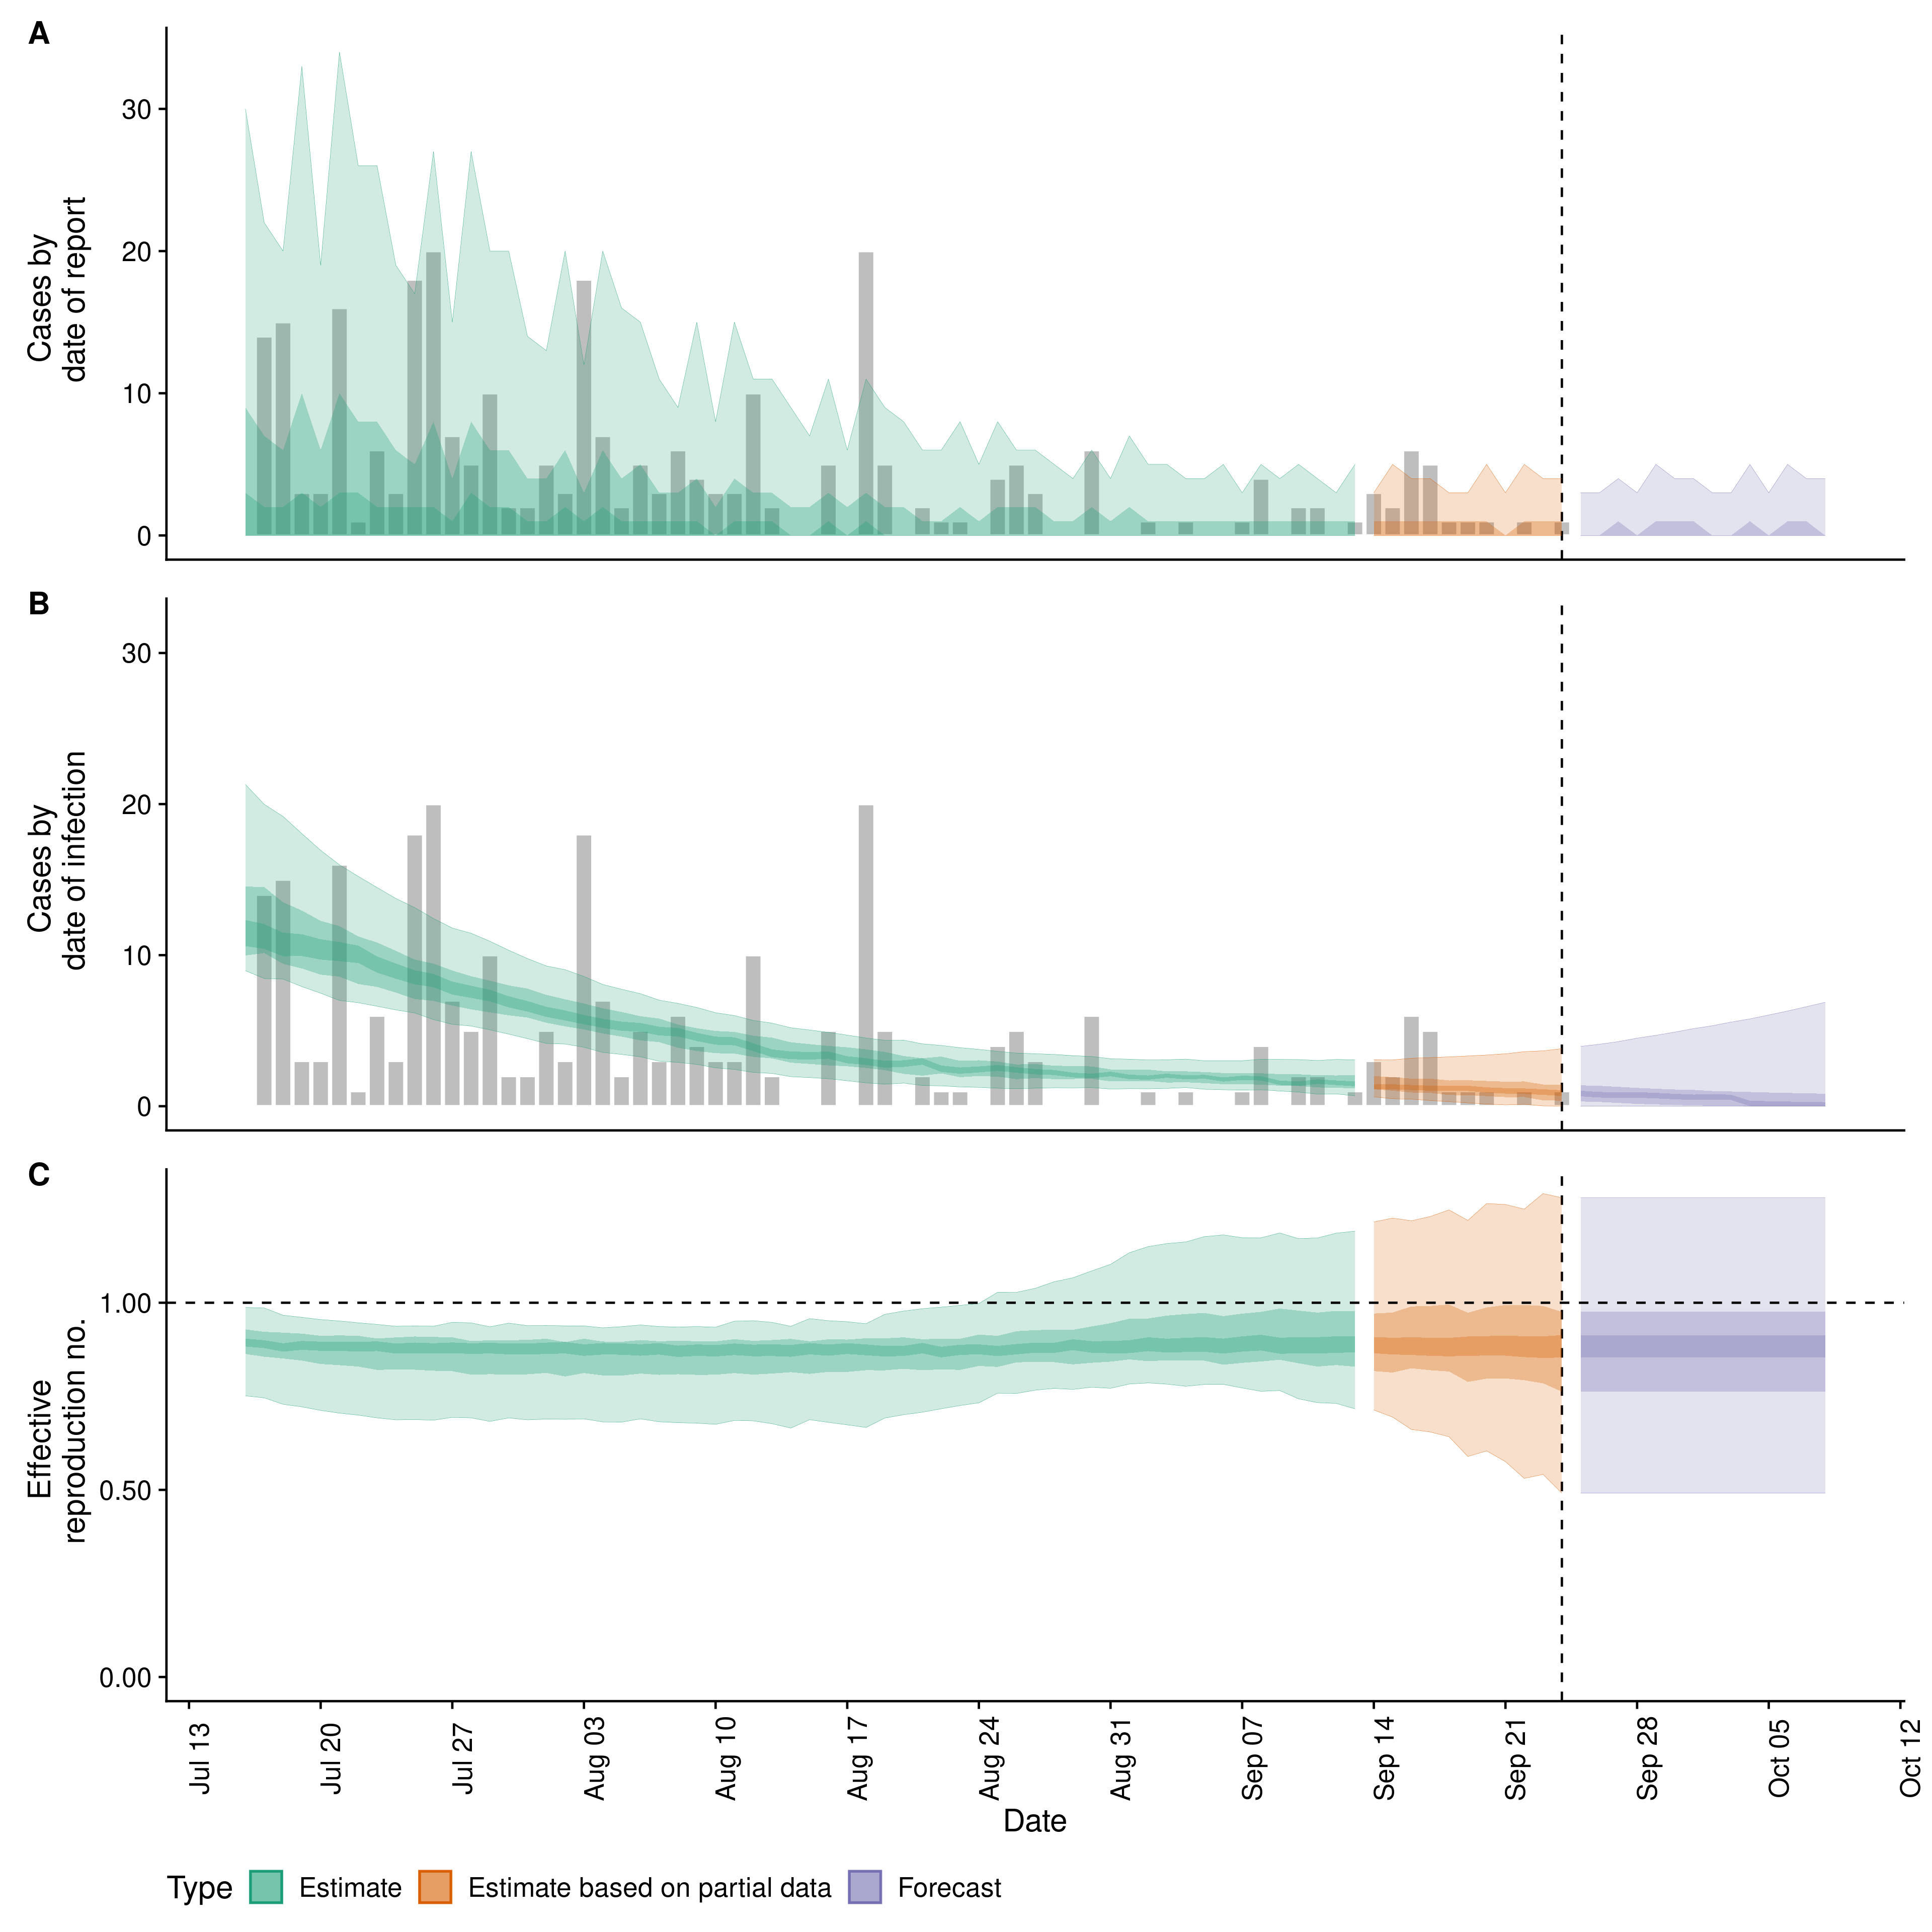 A
30
20
10
0
Cases by
date of report
B
30
20
10
0
Cases by
date of infection
C
1.00
0.50
0.00
Effective
reproduction no.
Jul 13
Jul 20
Jul 27
Aug 03
Aug 10
Aug 17
Aug 24
Aug 31
Sep 07
Sep 14
Sep 21
Sep 28
Oct 05
Oct 12
Date
Type Estimate Estimate based on partial data Forecast